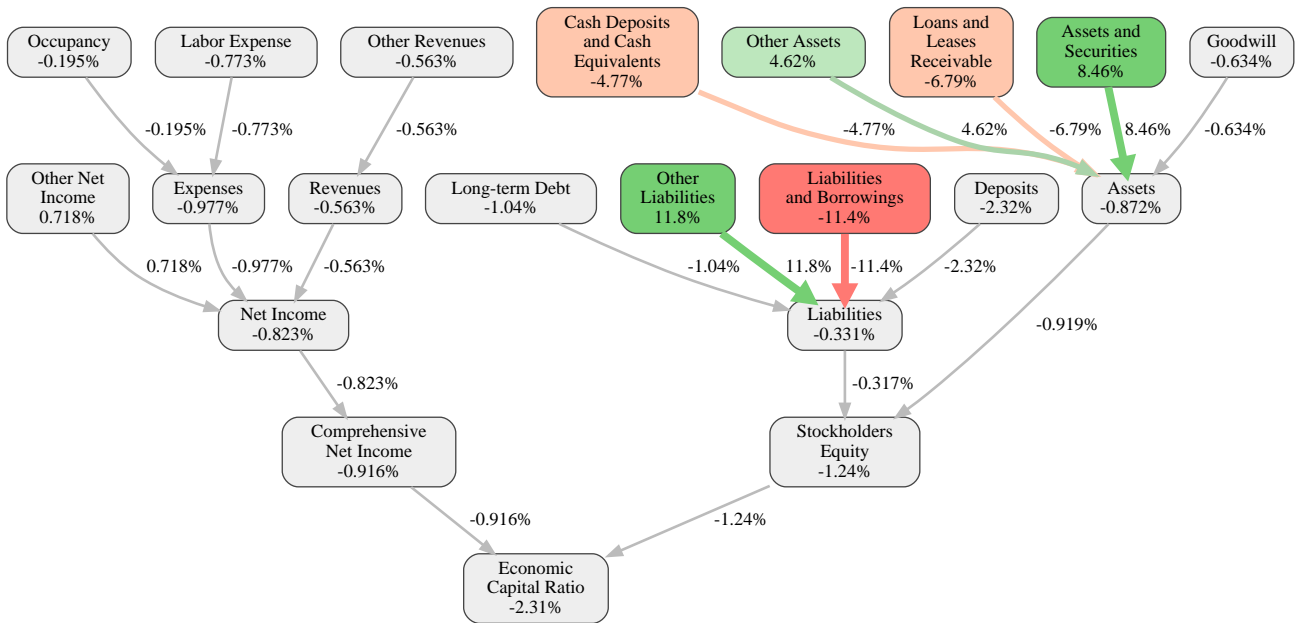 Occupancy
-0.195%
Labor Expense
-0.773%
Other Revenues
-0.563%
Cash Deposits
and Cash
Equivalents
-4.77%
Other Assets
4.62%
Loans and
Leases
Receivable
-6.79%
Assets and
Securities
8.46%
Goodwill
-0.634%
-0.195%
-0.773%
-0.563%
-4.77%
4.62%
-6.79%
8.46%
-0.634%
Other Net
Income
0.718%
Expenses
-0.977%
Revenues
-0.563%
Long-term Debt
-1.04%
Other
Liabilities
11.8%
Liabilities
and Borrowings
-11.4%
Deposits
-2.32%
Assets
-0.872%
0.718%
-0.977%
-0.563%
-1.04%
11.8%
-11.4%
-2.32%
-0.919%
Net Income
-0.823%
Liabilities
-0.331%
-0.823%
-0.317%
Comprehensive
Net Income
-0.916%
Stockholders
Equity
-1.24%
-0.916%
-1.24%
Economic
Capital Ratio
-2.31%